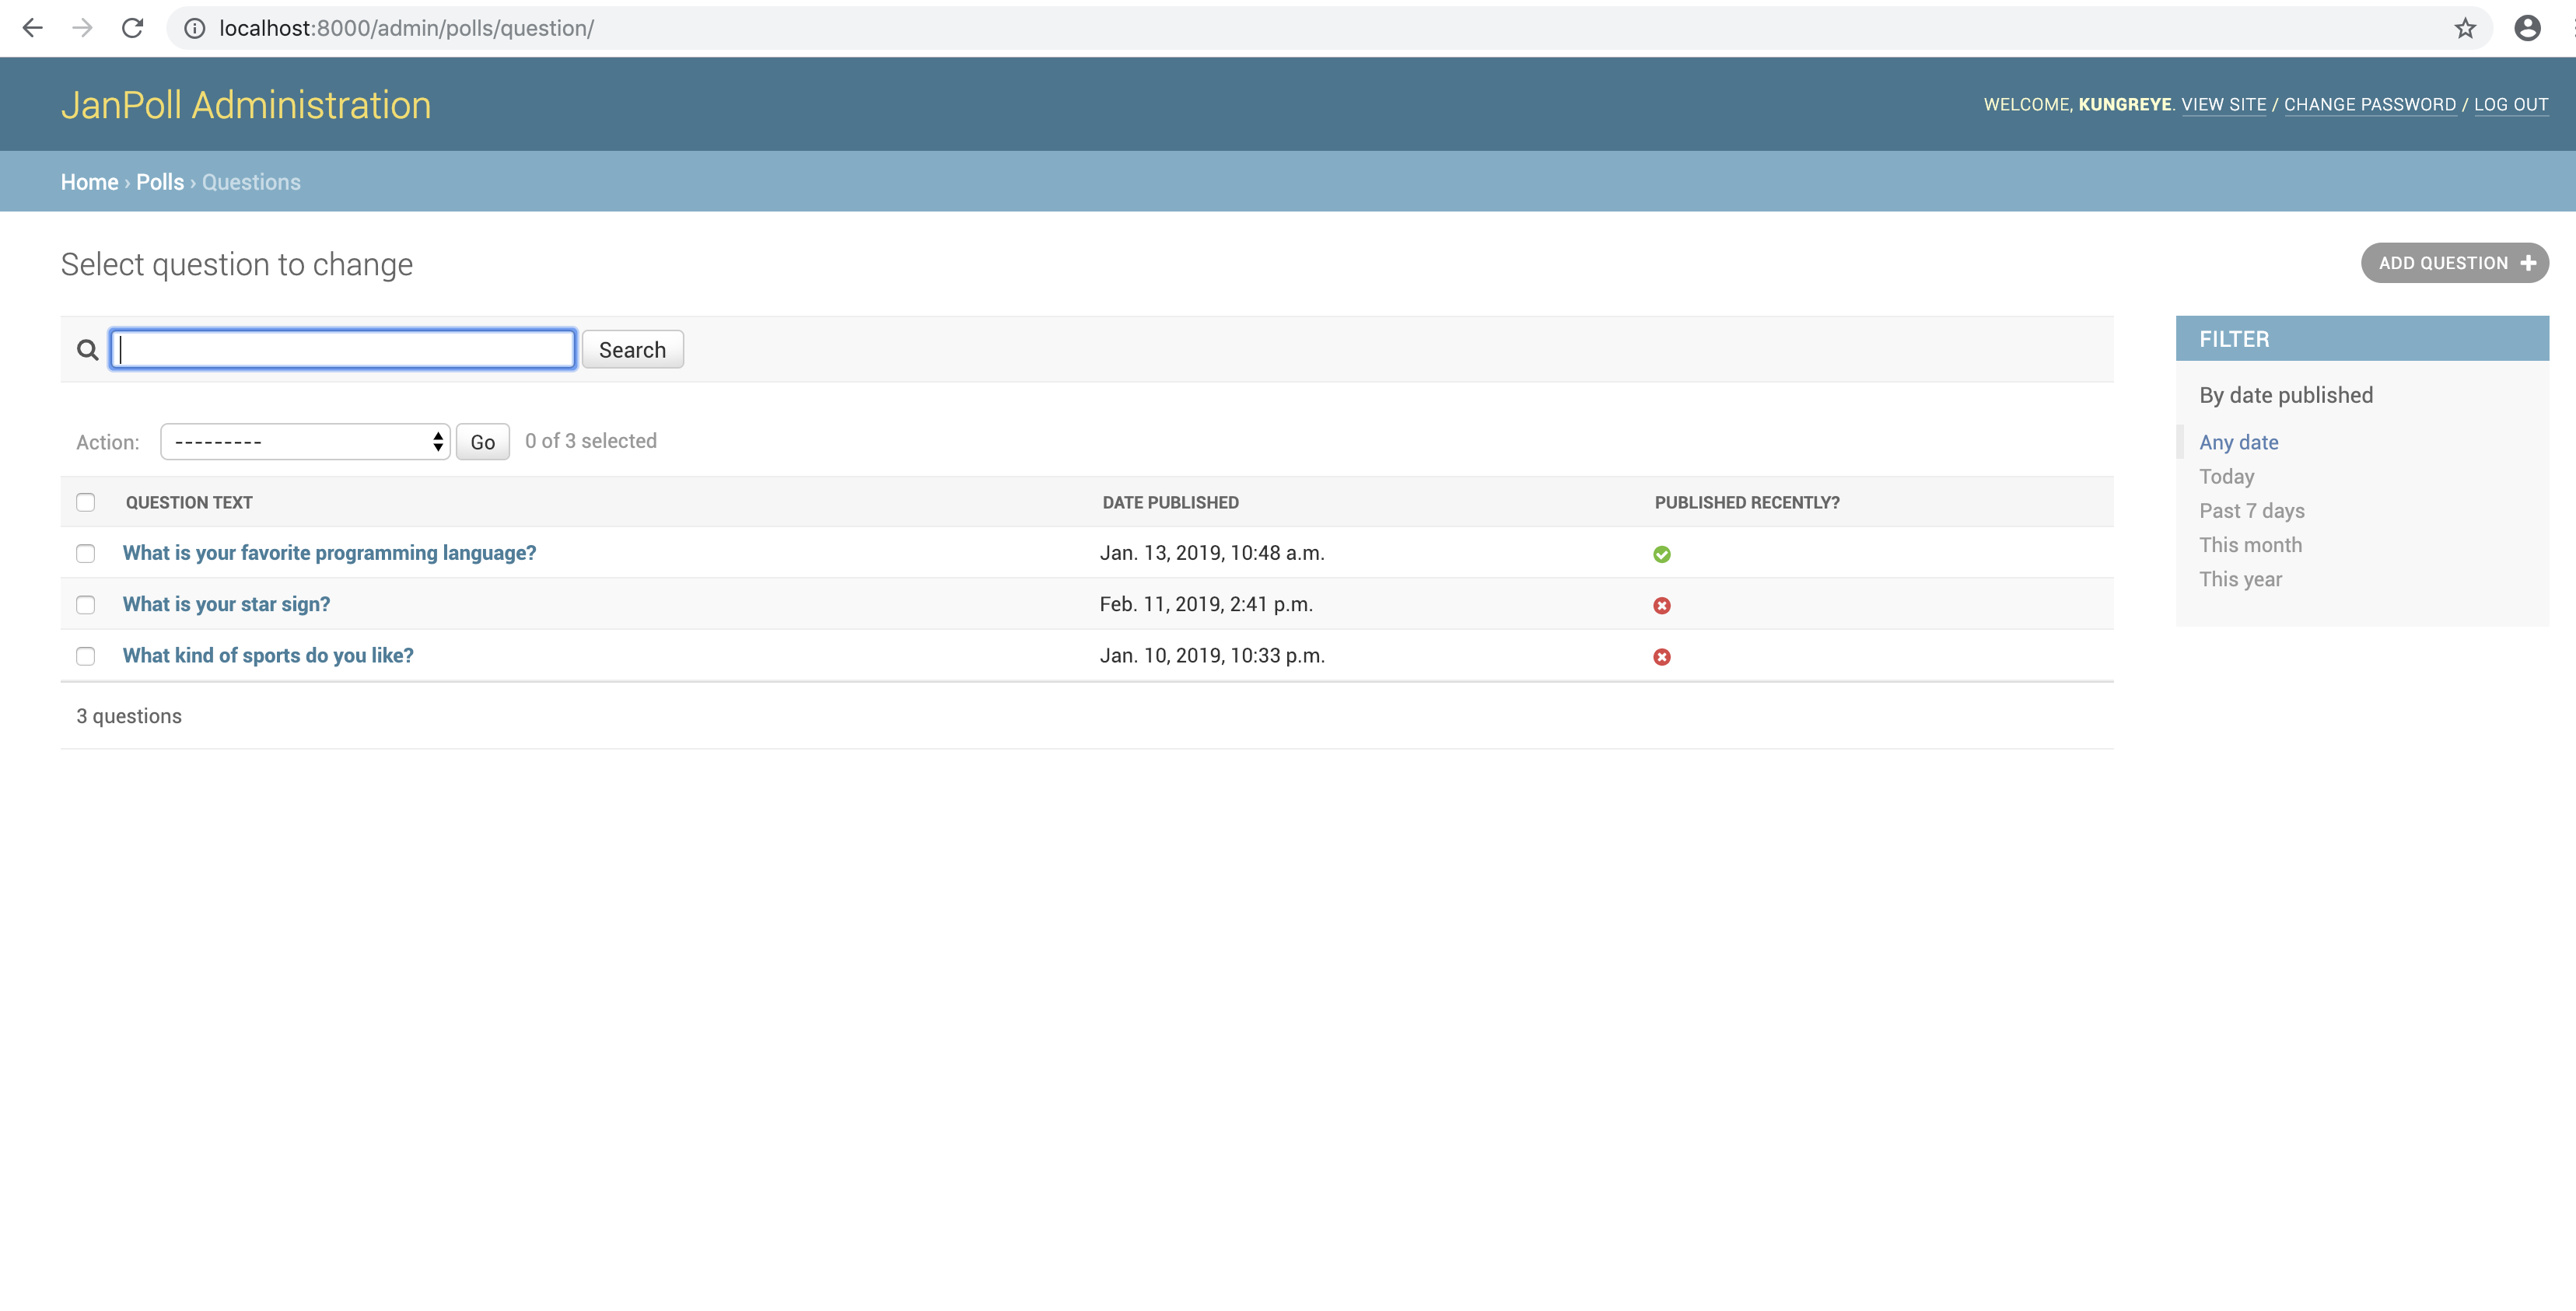 localhost:8000/admin/polls/question/
JanPoll Administration
WELCOME, KUNGREYE. VIEW SITE / CHANGE PASSWORD / LOG OUT
Home › Polls › Questions
Select question to change
ADD QUESTION +
Search
FILTER
By date published
Any date
Today
Past 7 days
This month
This year
Action: --------- Go 0 of 3 selected
QUESTION TEXT DATE PUBLISHED PUBLISHED RECENTLY?
What is your favorite programming language? Jan. 13, 2019, 10:48 a.m.
What is your star sign? Feb. 11, 2019, 2:41 p.m.
What kind of sports do you like? Jan. 10, 2019, 10:33 p.m.
3 questions